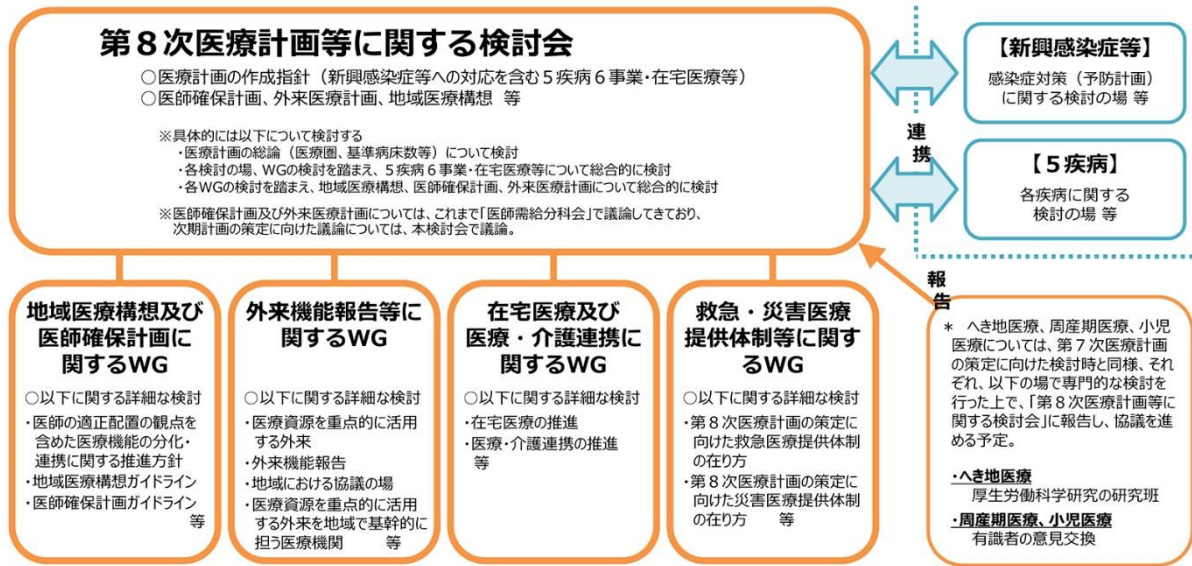 第８次医療計画等に関する検討会
○医療計画の作成指針（新興感染症等への対応を含む５疾病６事業・在宅医療等）
○医師確保計画、外来医療計画、地域医療構想 等
※具体的には以下について検討する
・医療計画の総論（医療圏、基準病床数等）について検討
・各検討の場、WGの検討を踏まえ、５疾病６事業・在宅医療等について総合的に検討
・各WGの検討を踏まえ、地域医療構想、医師確保計画、外来医療計画について総合的に検討
※医師確保計画及び外来医療計画については、これまで「医師需給分科会」で議論してきており、
次期計画の策定に向けた議論については、本検討会で議論。
連携
【新興感染症等】
感染症対策（予防計画）
に関する検討の場 等
【５疾病】
各疾病に関する
検討の場 等
地域医療構想及び
医師確保計画に
関するWG
○以下に関する詳細な検討
・医師の適正配置の観点を
含めた医療機能の分化・
連携に関する推進方針
・地域医療構想ガイドライン
・医師確保計画ガイドライン
等
外来機能報告等に
関するWG
○以下に関する詳細な検討
・医療資源を重点的に活用
する外来
・外来機能報告
・地域における協議の場
・医療資源を重点的に活用
する外来を地域で基幹的に
担う医療機関 等
在宅医療及び
医療・介護連携に
関するWG
○以下に関する詳細な検討
・在宅医療の推進
・医療・介護連携の推進
等
救急・災害医療
提供体制等に関す
るWG
○以下に関する詳細な検討
・第８次医療計画の策定に
向けた救急医療提供体制
の在り方
・第８次医療計画の策定に
向けた災害医療提供体制
の在り方 等
報告
＊ へき地医療、周産期医療、小児
医療については、第７次医療計画
の策定に向けた検討時と同様、それ
ぞれ、以下の場で専門的な検討を
行った上で、「第８次医療計画等に
関する検討会」に報告し、協議を進
める予定。
・へき地医療
厚生労働科学研究の研究班
・周産期医療、小児医療
有識者の意見交換